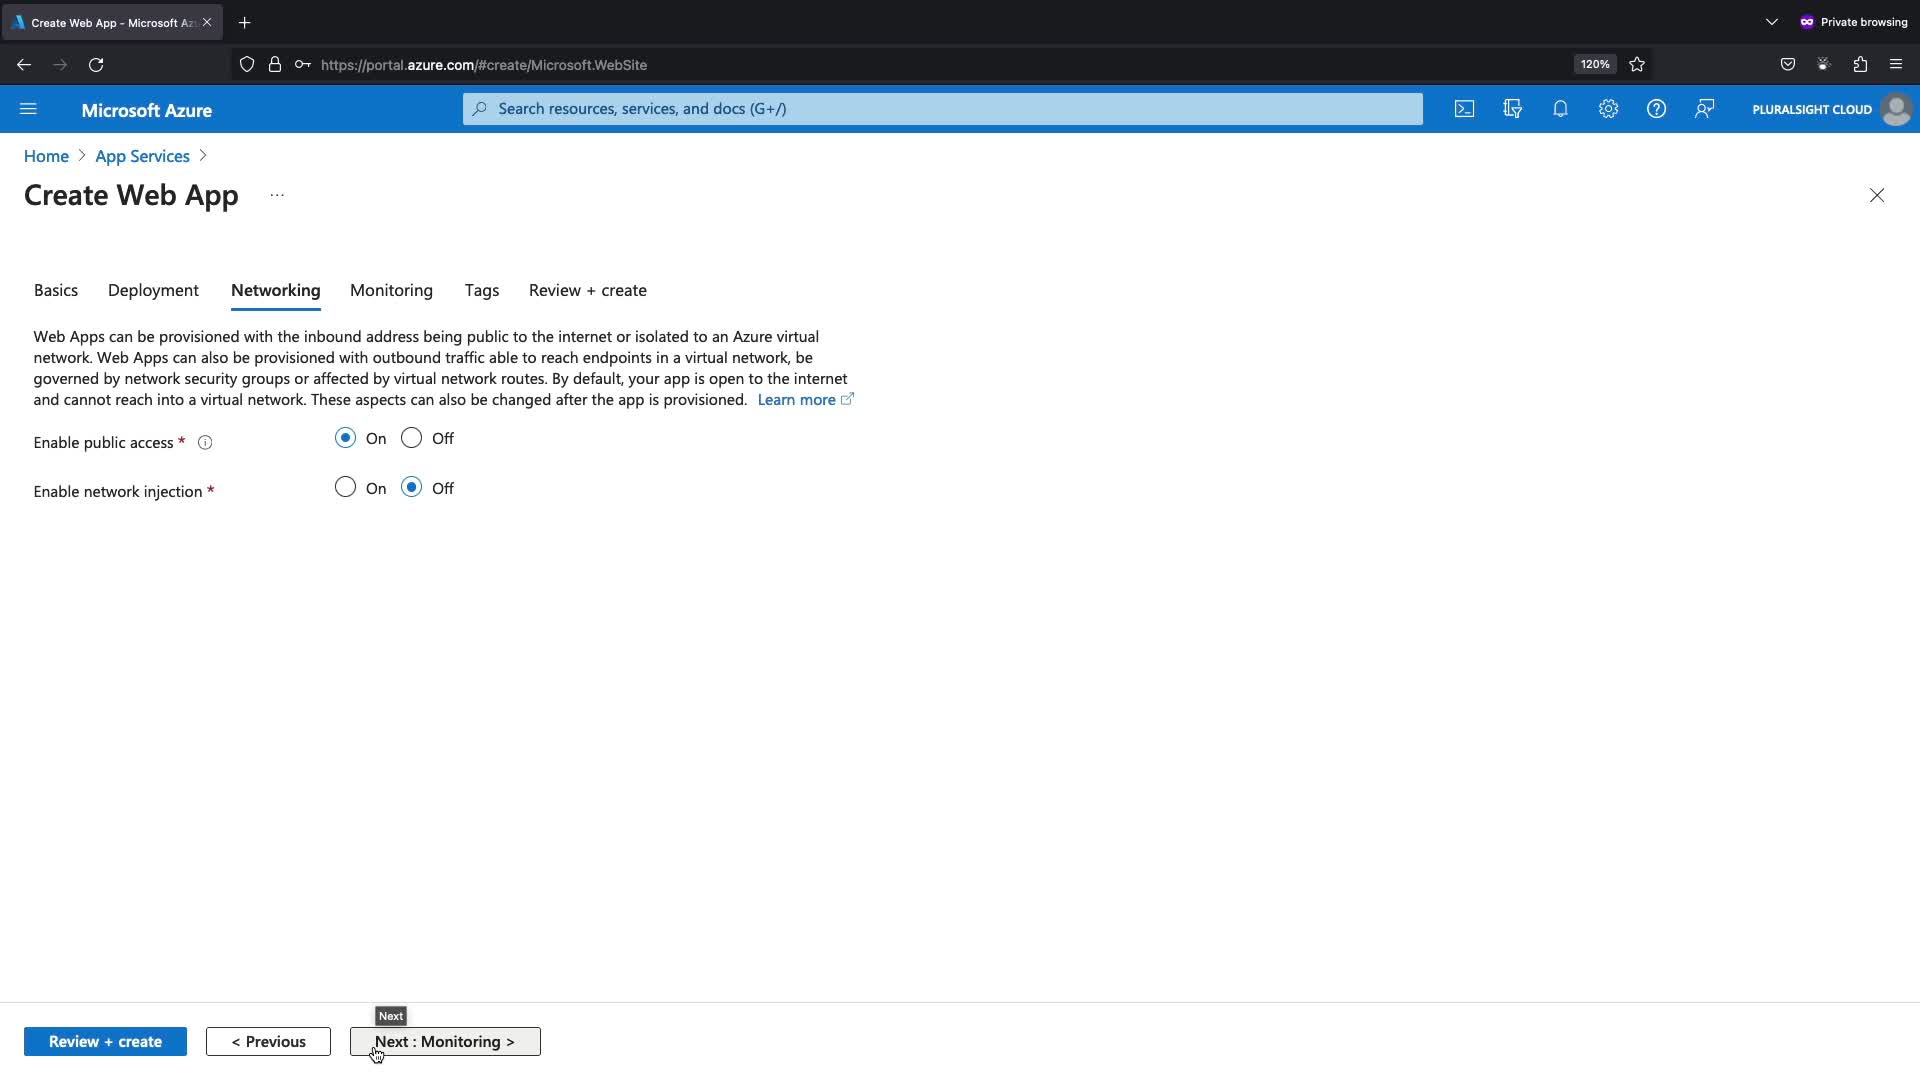 Create Web App - Microsoft Az
Private browsing
https://portal.azure.com/#create/Microsoft.WebSite
120%
Microsoft Azure
Search resources, services, and docs (G+/)
PLURALSIGHT CLOUD
Home
App Services
Create Web App
...
Basics
Deployment
Networking
Monitoring
Tags
Review + create
Web Apps can be provisioned with the inbound address being public to the internet or isolated to an Azure virtual
network. Web Apps can also be provisioned with outbound traffic able to reach endpoints in a virtual network, be
governed by network security groups or affected by virtual network routes. By default, your app is open to the internet
and cannot reach into a virtual network. These aspects can also be changed after the app is provisioned. Learn more
Enable public access * On Off
Enable network injection * On Off
Next
Review + create
< Previous
Next : Monitoring >